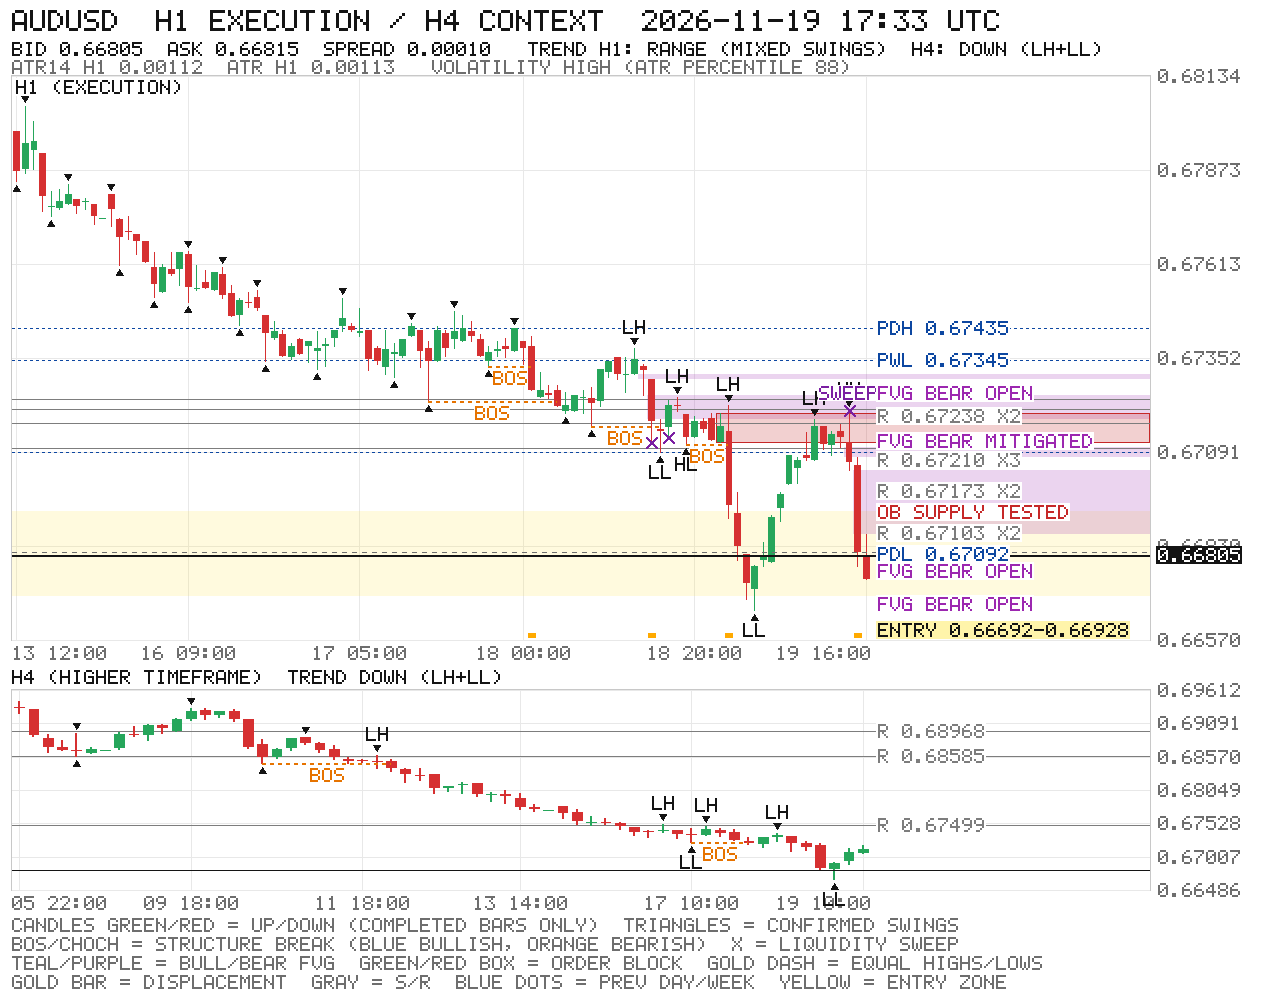 AUDUSD H1 EXECUTION / H4 CONTEXT 2026-11-19 17:33 UTC
BID 0.66805 ASK 0.66815 SPREAD 0.00010 TREND H1: RANGE (MIXED SWINGS) H4: DOWN (LH+LL)
ATR14 H1 0.00112 ATR H1 0.00113 VOLATILITY HIGH (ATR PERCENTILE 88)
H1 (EXECUTION)
0.68134
0.67873
0.67613
PDH 0.67435
LH
PWL 0.67345
0.67352
BOS
LH
LH
SWEEP
FVG BEAR OPEN
BOS
R 0.67238 X2
BOS
FVG BEAR MITIGATED
BOS
R 0.67210 X3
0.67091
LL
HL
R 0.67173 X2
OB SUPPLY TESTED
R 0.67103 X2
PDL 0.67092
0.66805
FVG BEAR OPEN
FVG BEAR OPEN
LL
ENTRY 0.66692-0.66928
0.66570
13 12:00 16 09:00 17 05:00 18 00:00 18 20:00 19 16:00
H4 (HIGHER TIMEFRAME) TREND DOWN (LH+LL)
0.69612
0.69091
R 0.68968
LH
R 0.68585
0.68570
BOS
0.68049
LH LH LH
R 0.67499
0.67528
LL BOS
0.67007
0.66486
LL
05 22:00 09 18:00 11 18:00 13 14:00 17 10:00
CANDLES GREEN/RED = UP/DOWN (COMPLETED BARS ONLY) TRIANGLES = CONFIRMED SWINGS
BOS/CHOCH = STRUCTURE BREAK (BLUE BULLISH, ORANGE BEARISH) X = LIQUIDITY SWEEP
TEAL/PURPLE = BULL/BEAR FVG GREEN/RED BOX = ORDER BLOCK GOLD DASH = EQUAL HIGHS/LOWS
GOLD BAR = DISPLACEMENT GRAY = S/R BLUE DOTS = PREV DAY/WEEK YELLOW = ENTRY ZONE